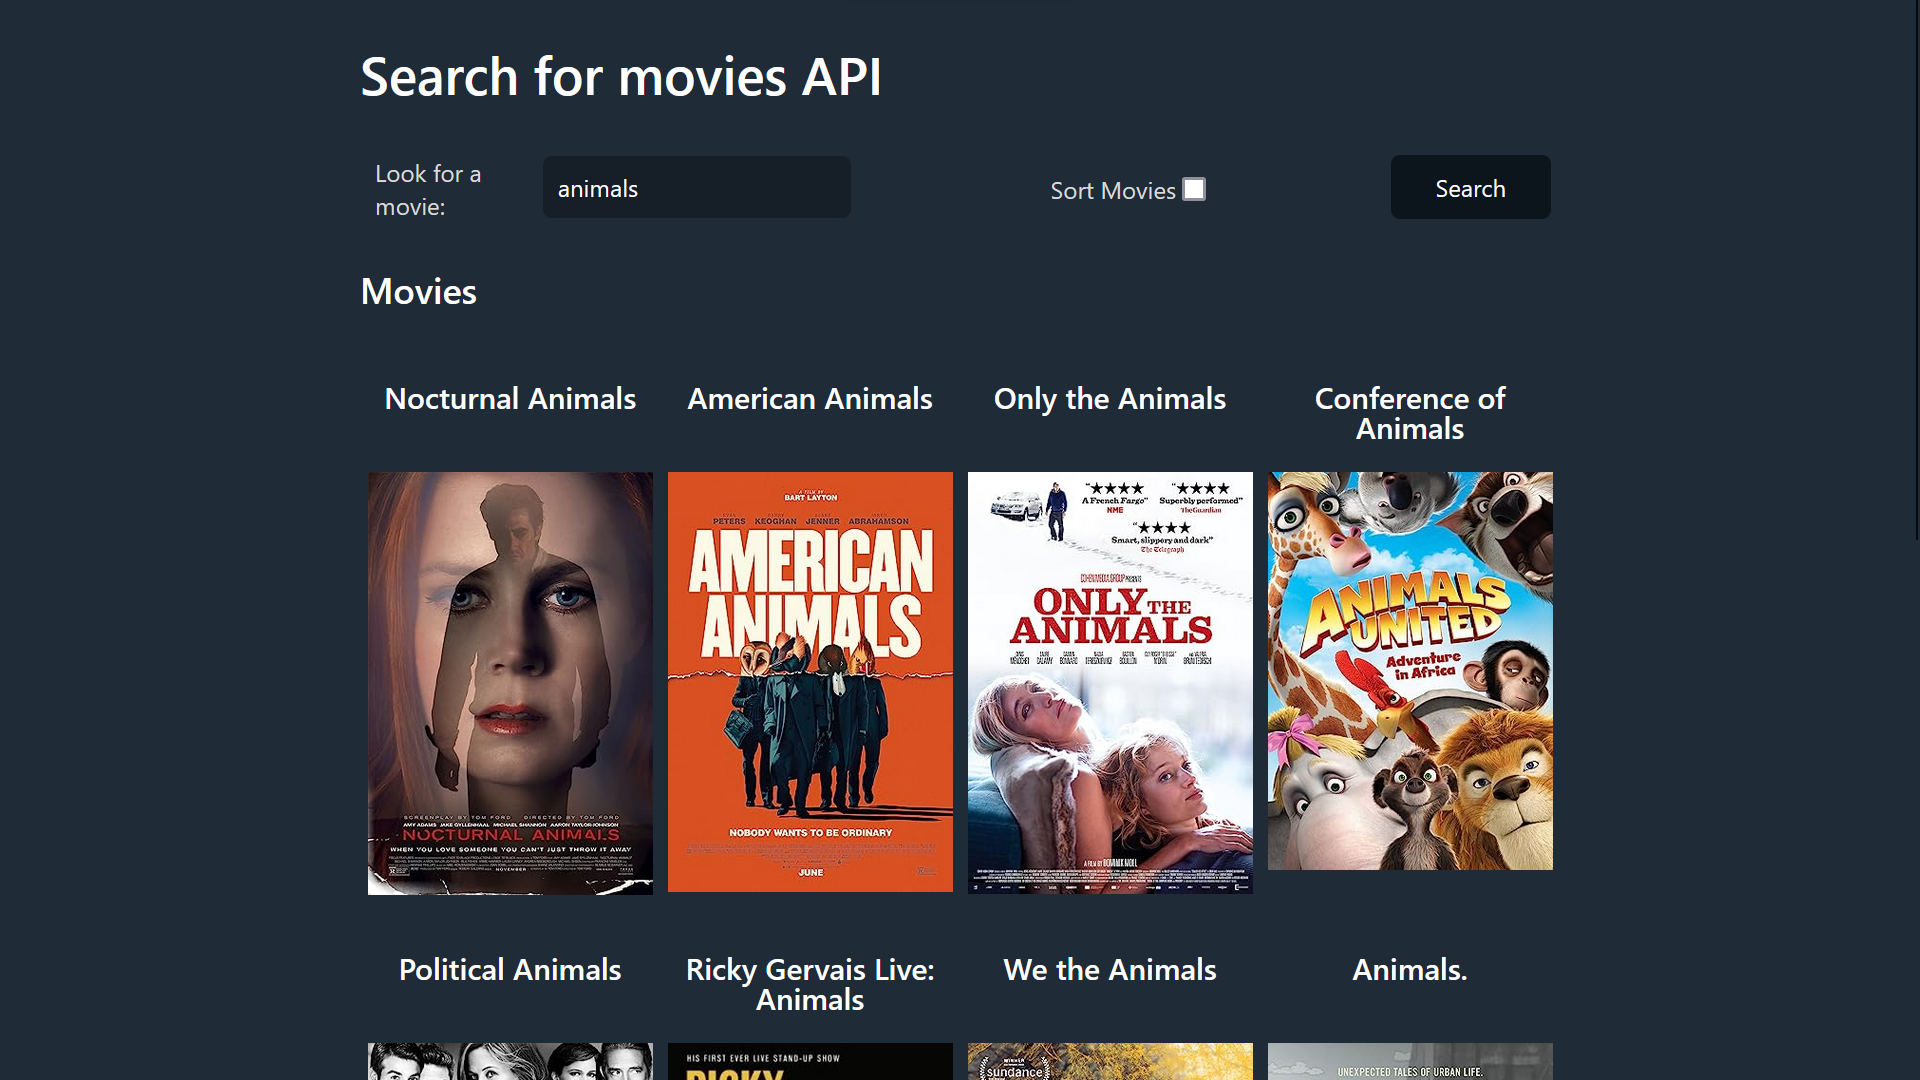 Search for movies API
Look for a
movie:
animals
Sort Movies
Search
Movies
Nocturnal Animals
American Animals
Only the Animals
Conference of
Animals
SCREENPLAY BY TOM FORD DIRECTED BY TOM FORD
AMY ADAMS JAKE GYLLENHAAL MICHAEL SHANNON AARON TAYLOR-JOHNSON
NOCTURNAL ANIMALS
WHEN YOU LOVE SOMEONE YOU CAN'T JUST THROW IT AWAY
NOVEMBER
A FILM BY
BART LAYTON
PETERS KEOGHAN JENNER ABRAHAMSON
AMERICAN
ANIMALS
NOBODY WANTS TO BE ORDINARY
JUNE
"★★★★
A French Fargo"
NME
"★★★★
Superbly performed"
The Guardian
"★★★★
Smart, slippery and dark"
The Telegraph
COHEN MEDIA GROUP PRESENTS
ONLY THE
ANIMALS
A FILM BY DOMINIK MOLL
ANIMALS
UNITED
Adventure
in Africa
Political Animals
Ricky Gervais Live:
Animals
We the Animals
Animals.
HIS FIRST EVER LIVE STAND-UP SHOW
RICKY
WINNER
sundance
UNEXPECTED TALES OF URBAN LIFE.